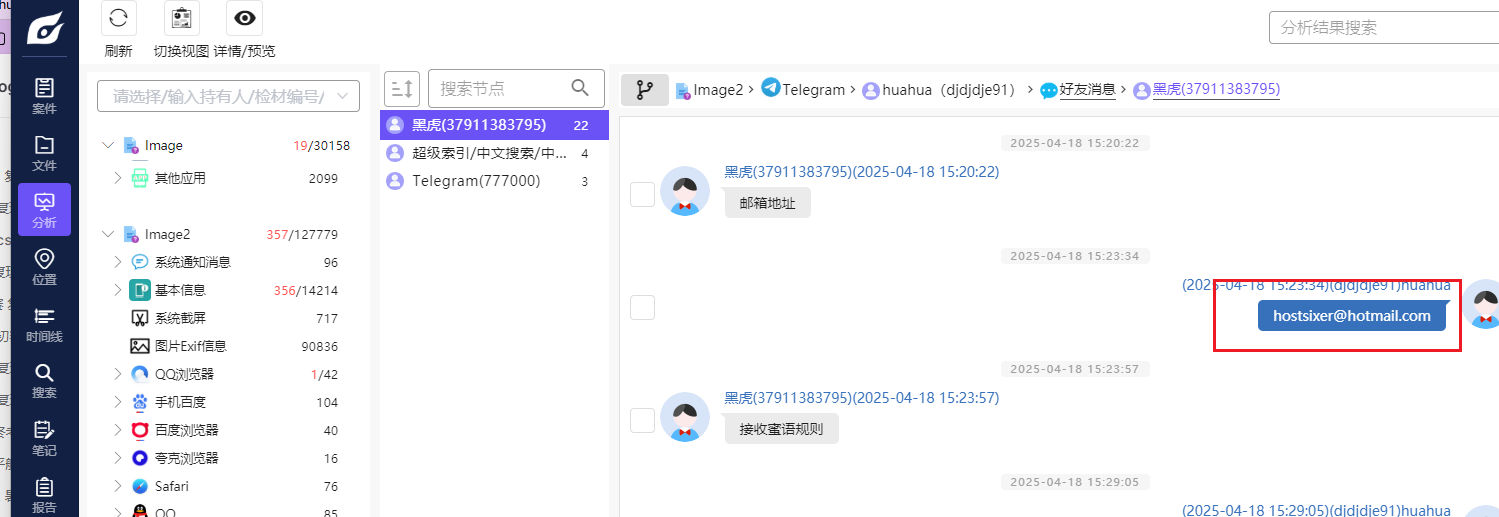 刷新
切换视图
详情/预览
分析结果搜索
案件
文件
分析
位置
时间线
搜索
笔记
报告
请选择/输入持有人/检材编号/
Image 19/30158
其他应用 2099
Image2 357/127779
系统通知消息 96
基本信息 356/14214
系统截屏 717
图片Exif信息 90836
QQ浏览器 1/42
手机百度 104
百度浏览器 40
夸克浏览器 16
Safari 76
QQ 85
搜索节点
黑虎(37911383795) 22
超级索引/中文搜索/中... 4
Telegram(777000) 3
Image2 > Telegram > huahua（djdjdje91） > 好友消息 > 黑虎(37911383795)
2025-04-18 15:20:22
黑虎(37911383795)(2025-04-18 15:20:22)
邮箱地址
2025-04-18 15:23:34
(2025-04-18 15:23:34)(djdjdje91)huahua
hostsixer@hotmail.com
2025-04-18 15:23:57
黑虎(37911383795)(2025-04-18 15:23:57)
接收蜜语规则
2025-04-18 15:29:05
(2025-04-18 15:29:05)(djdjdje91)huahua